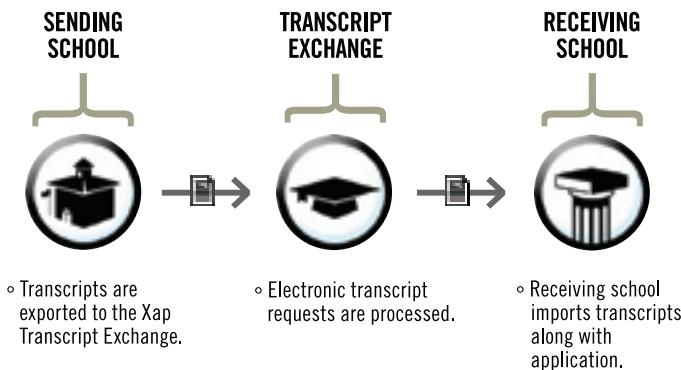 SENDING
SCHOOL
TRANSCRIPT
EXCHANGE
RECEIVING
SCHOOL
◦ Transcripts are
exported to the Xap
Transcript Exchange.
◦ Electronic transcript
requests are processed.
◦ Receiving school
imports transcripts
along with
application.